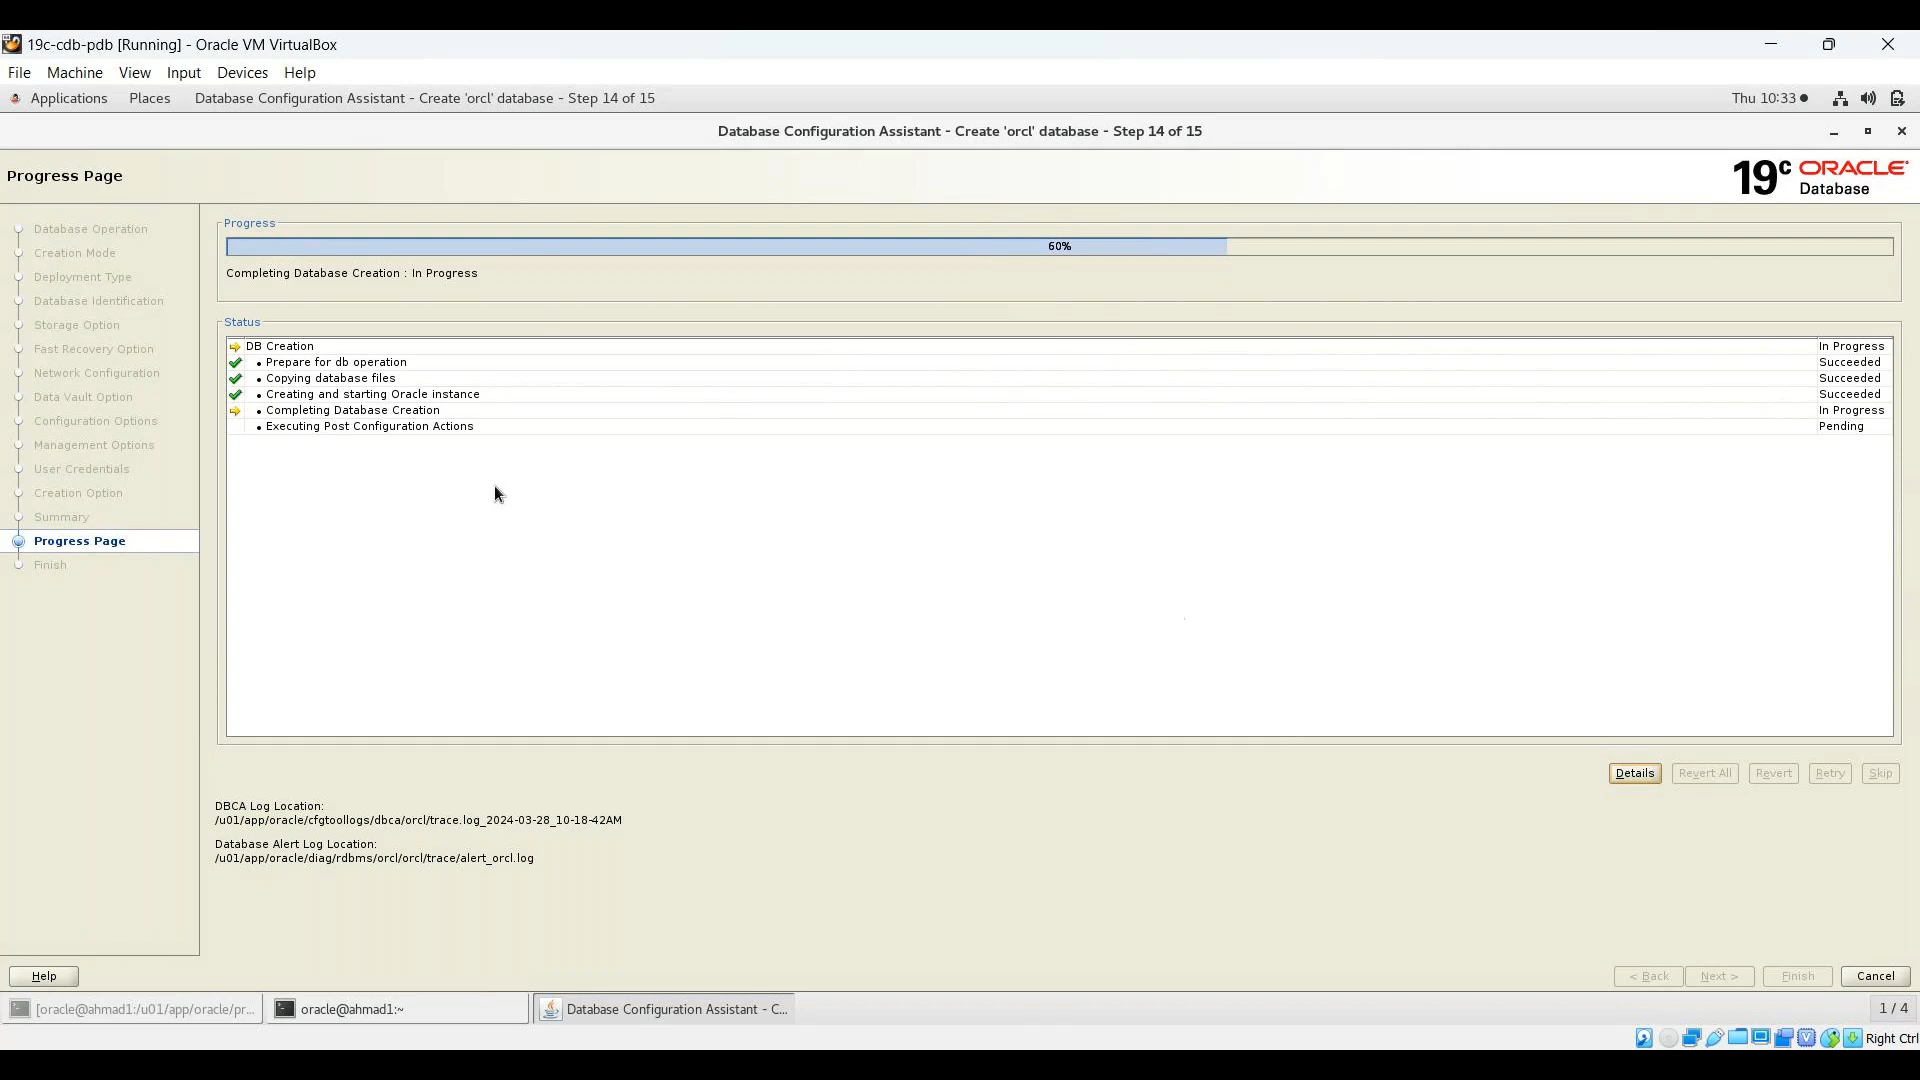 19c-cdb-pdb [Running] - Oracle VM VirtualBox
File Machine View Input Devices Help
Applications Places Database Configuration Assistant - Create 'orcl' database - Step 14 of 15 Thu 10:33
Database Configuration Assistant - Create 'orcl' database - Step 14 of 15
Progress Page
19c ORACLE
Database
Database Operation
Creation Mode
Deployment Type
Database Identification
Storage Option
Fast Recovery Option
Network Configuration
Data Vault Option
Configuration Options
Management Options
User Credentials
Creation Option
Summary
Progress Page
Finish
Progress
60%
Completing Database Creation : In Progress
Status
DB Creation In Progress
• Prepare for db operation Succeeded
• Copying database files Succeeded
• Creating and starting Oracle instance Succeeded
• Completing Database Creation In Progress
• Executing Post Configuration Actions Pending
Details Revert All Revert Retry Skip
DBCA Log Location:
/u01/app/oracle/cfgtoollogs/dbca/orcl/trace.log_2024-03-28_10-18-42AM
Database Alert Log Location:
/u01/app/oracle/diag/rdbms/orcl/orcl/trace/alert_orcl.log
Help < Back Next > Finish Cancel
[oracle@ahmad1:/u01/app/oracle/pr... oracle@ahmad1:~ Database Configuration Assistant - C... 1 / 4
Right Ctrl